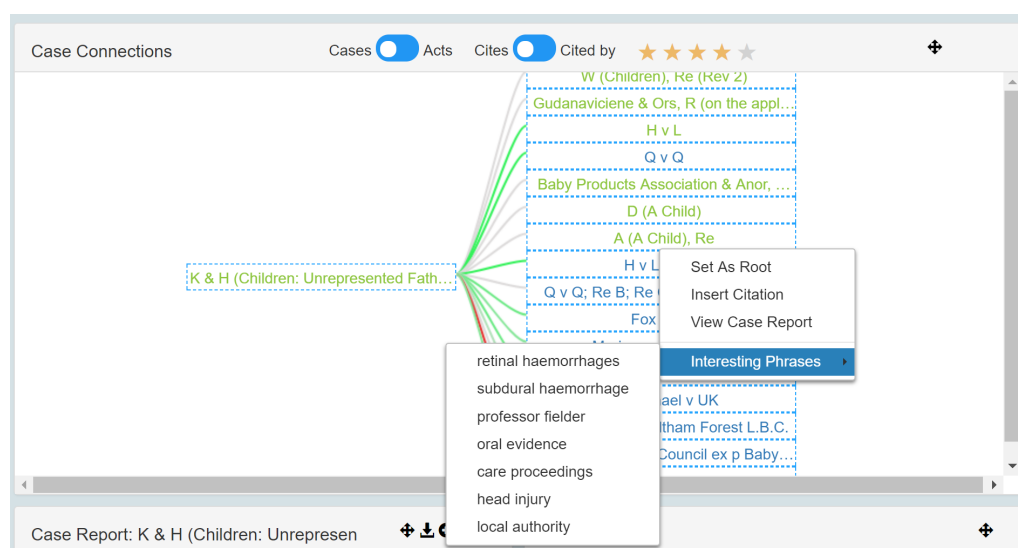 Case Connections
Cases Acts Cites Cited by
W (Children), Re (Rev 2)
Gudanaviciene & Ors, R (on the appl...
H v L
Q v Q
Baby Products Association & Anor, ...
D (A Child)
A (A Child), Re
K & H (Children: Unrepresented Fath...
H v L
Q v Q; Re B; Re
Fox
Set As Root
Insert Citation
View Case Report
Interesting Phrases
retinal haemorrhages
subdural haemorrhage
professor fielder
oral evidence
care proceedings
head injury
local authority
ael v UK
ltham Forest L.B.C.
Council ex p Baby...
Case Report: K & H (Children: Unrepresen